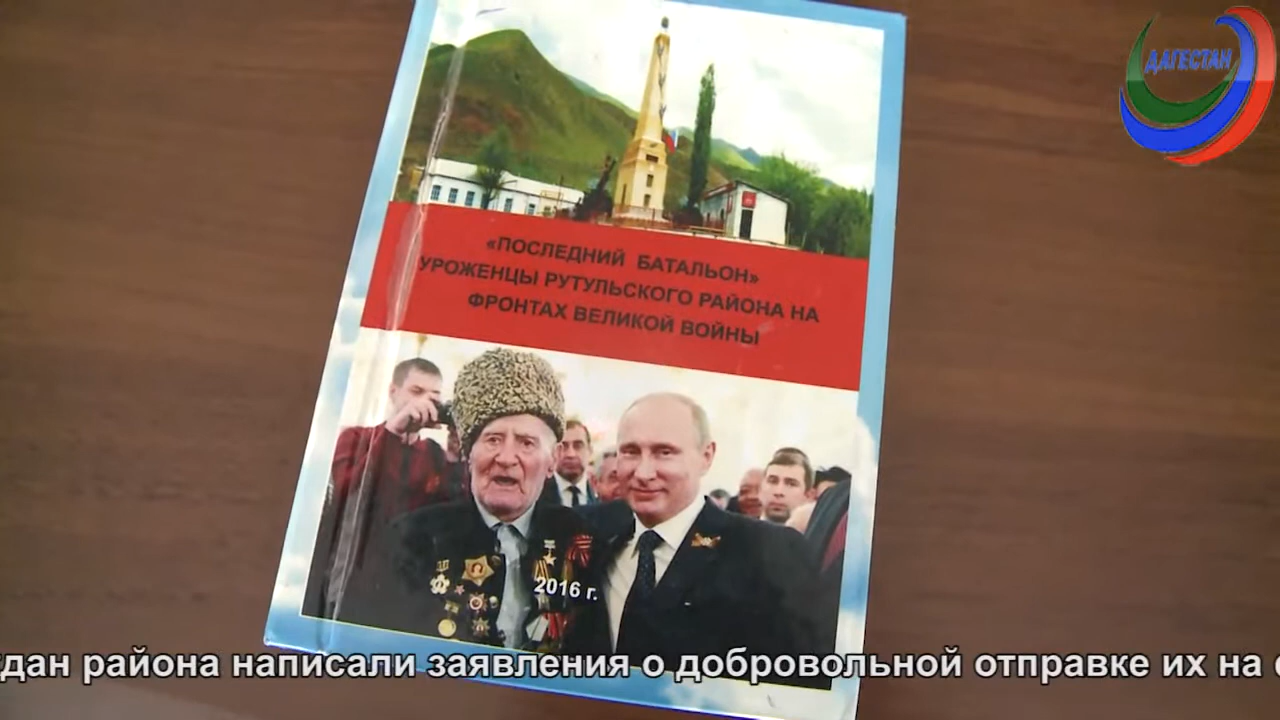 ДАГЕСТАН
«ПОСЛЕДНИЙ БАТАЛЬОН»
УРОЖЕНЦЫ РУТУЛЬСКОГО РАЙОНА НА
ФРОНТАХ ВЕЛИКОЙ ВОЙНЫ
2016 г.
района написали заявления о добровольной отправке их на